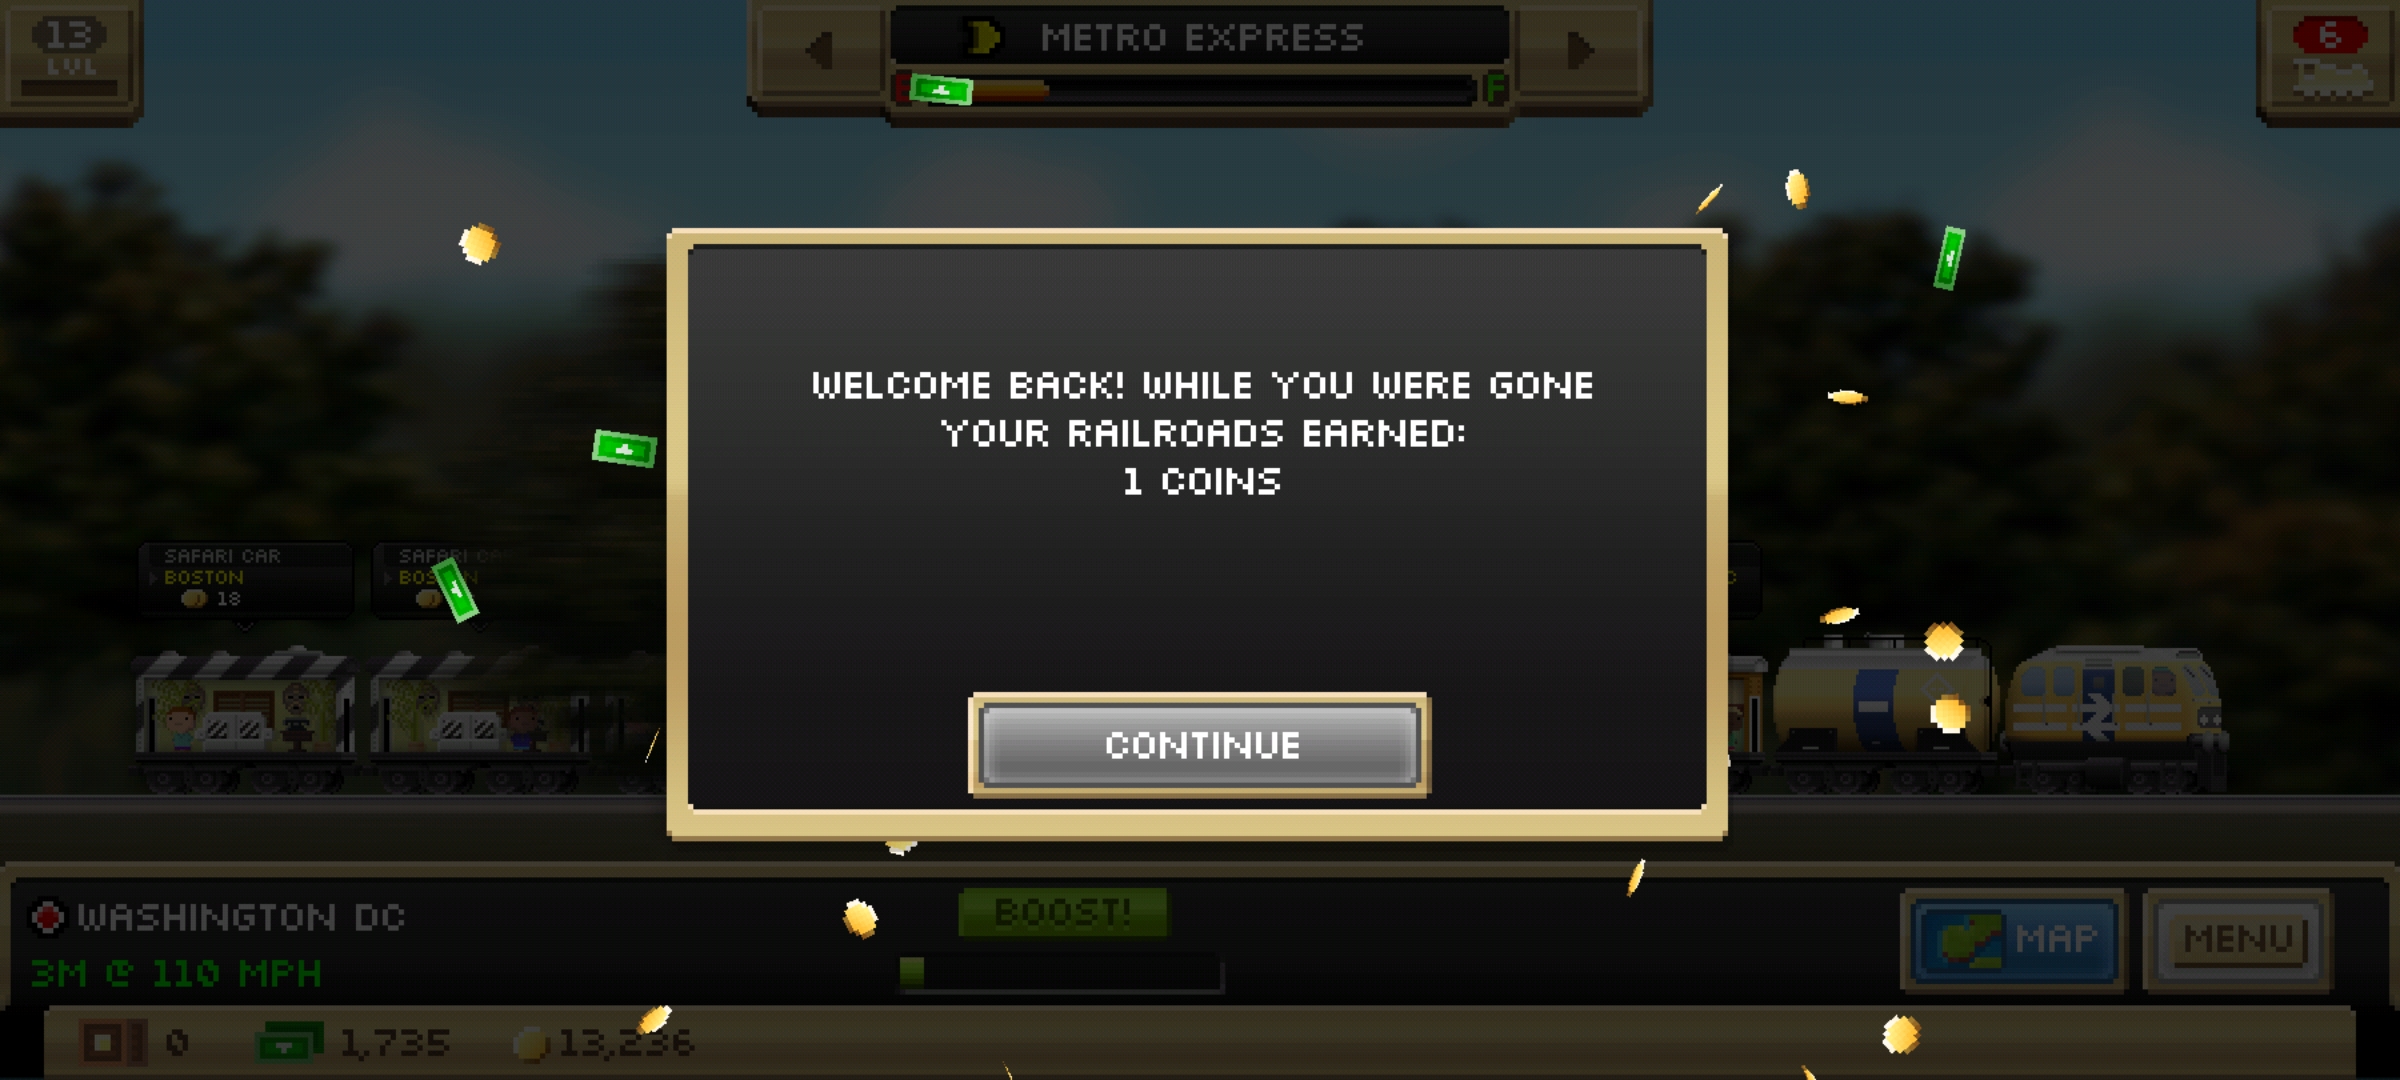 13
LVL
METRO EXPRESS
F
6
WELCOME BACK! WHILE YOU WERE GONE
YOUR RAILROADS EARNED:
1 COINS
SAFARI CAR
BOSTON
18
SAFARI
CONTINUE
WASHINGTON DC
3M @ 110 MPH
BOOST!
MAP
MENU
0
1,735
13,236